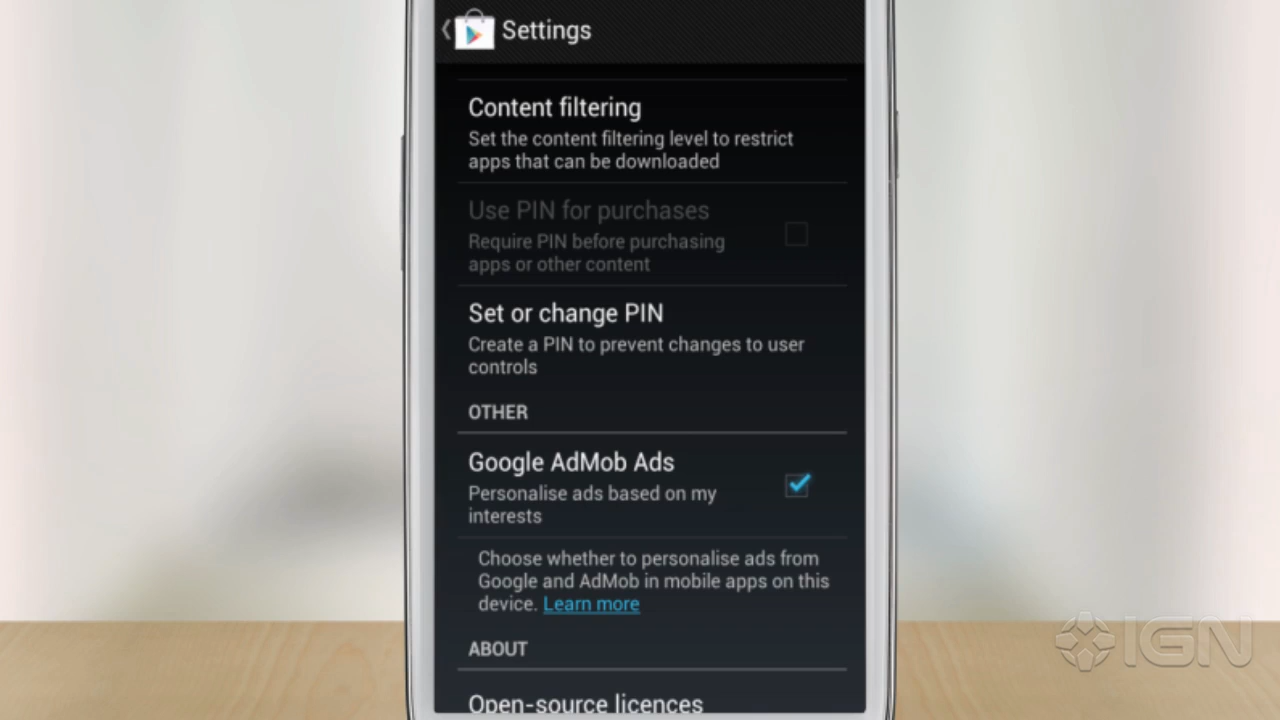 Settings
Content filtering
Set the content filtering level to restrict
apps that can be downloaded
Use PIN for purchases
Require PIN before purchasing
apps or other content
Set or change PIN
Create a PIN to prevent changes to user
controls
OTHER
Google AdMob Ads
Personalise ads based on my
interests
Choose whether to personalise ads from
Google and AdMob in mobile apps on this
device. Learn more
ABOUT
Open-source licences
IGN